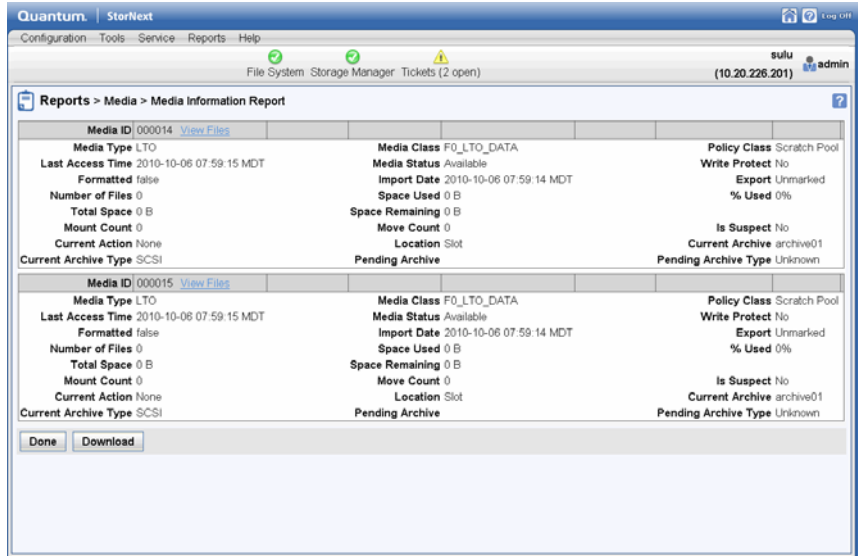 Quantum. StorNext Log Off
Configuration Tools Service Reports Help
File System Storage Manager Tickets (2 open) sulu (10.20.226.201) admin
Reports > Media > Media Information Report
Media ID 000014 View Files
Media Type LTO Media Class F0_LTO_DATA Policy Class Scratch Pool
Last Access Time 2010-10-06 07:59:15 MDT Media Status Available Write Protect No
Formatted false Import Date 2010-10-06 07:59:14 MDT Export Unmarked
Number of Files 0 Space Used 0 B % Used 0%
Total Space 0 B Space Remaining 0 B
Mount Count 0 Move Count 0 Is Suspect No
Current Action None Location Slot Current Archive archive01
Current Archive Type SCSI Pending Archive Pending Archive Type Unknown
Media ID 000015 View Files
Media Type LTO Media Class F0_LTO_DATA Policy Class Scratch Pool
Last Access Time 2010-10-06 07:59:15 MDT Media Status Available Write Protect No
Formatted false Import Date 2010-10-06 07:59:14 MDT Export Unmarked
Number of Files 0 Space Used 0 B % Used 0%
Total Space 0 B Space Remaining 0 B
Mount Count 0 Move Count 0 Is Suspect No
Current Action None Location Slot Current Archive archive01
Current Archive Type SCSI Pending Archive Pending Archive Type Unknown
Done Download